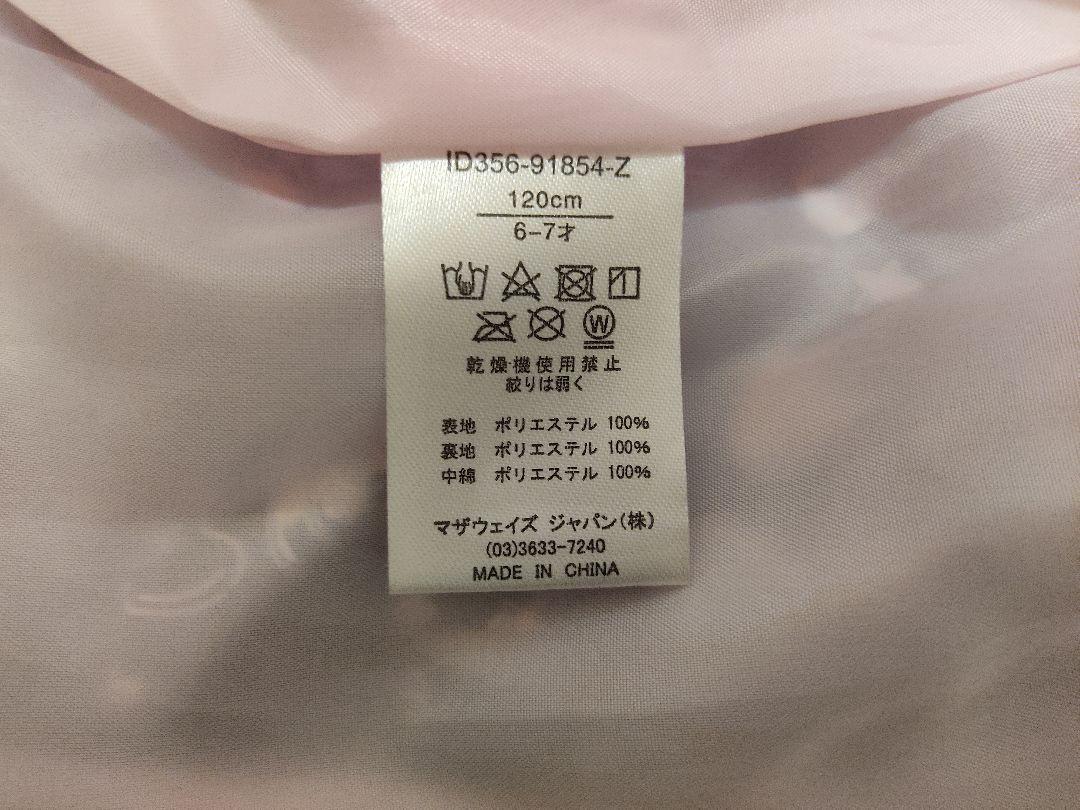 ID356-91854-Z
120cm
6-7才
W
乾燥機使用禁止
絞りは弱く
表地 ポリエステル 100%
裏地 ポリエステル 100%
中綿 ポリエステル 100%
マザウェイズ ジャパン(株)
(03)3633-7240
MADE IN CHINA